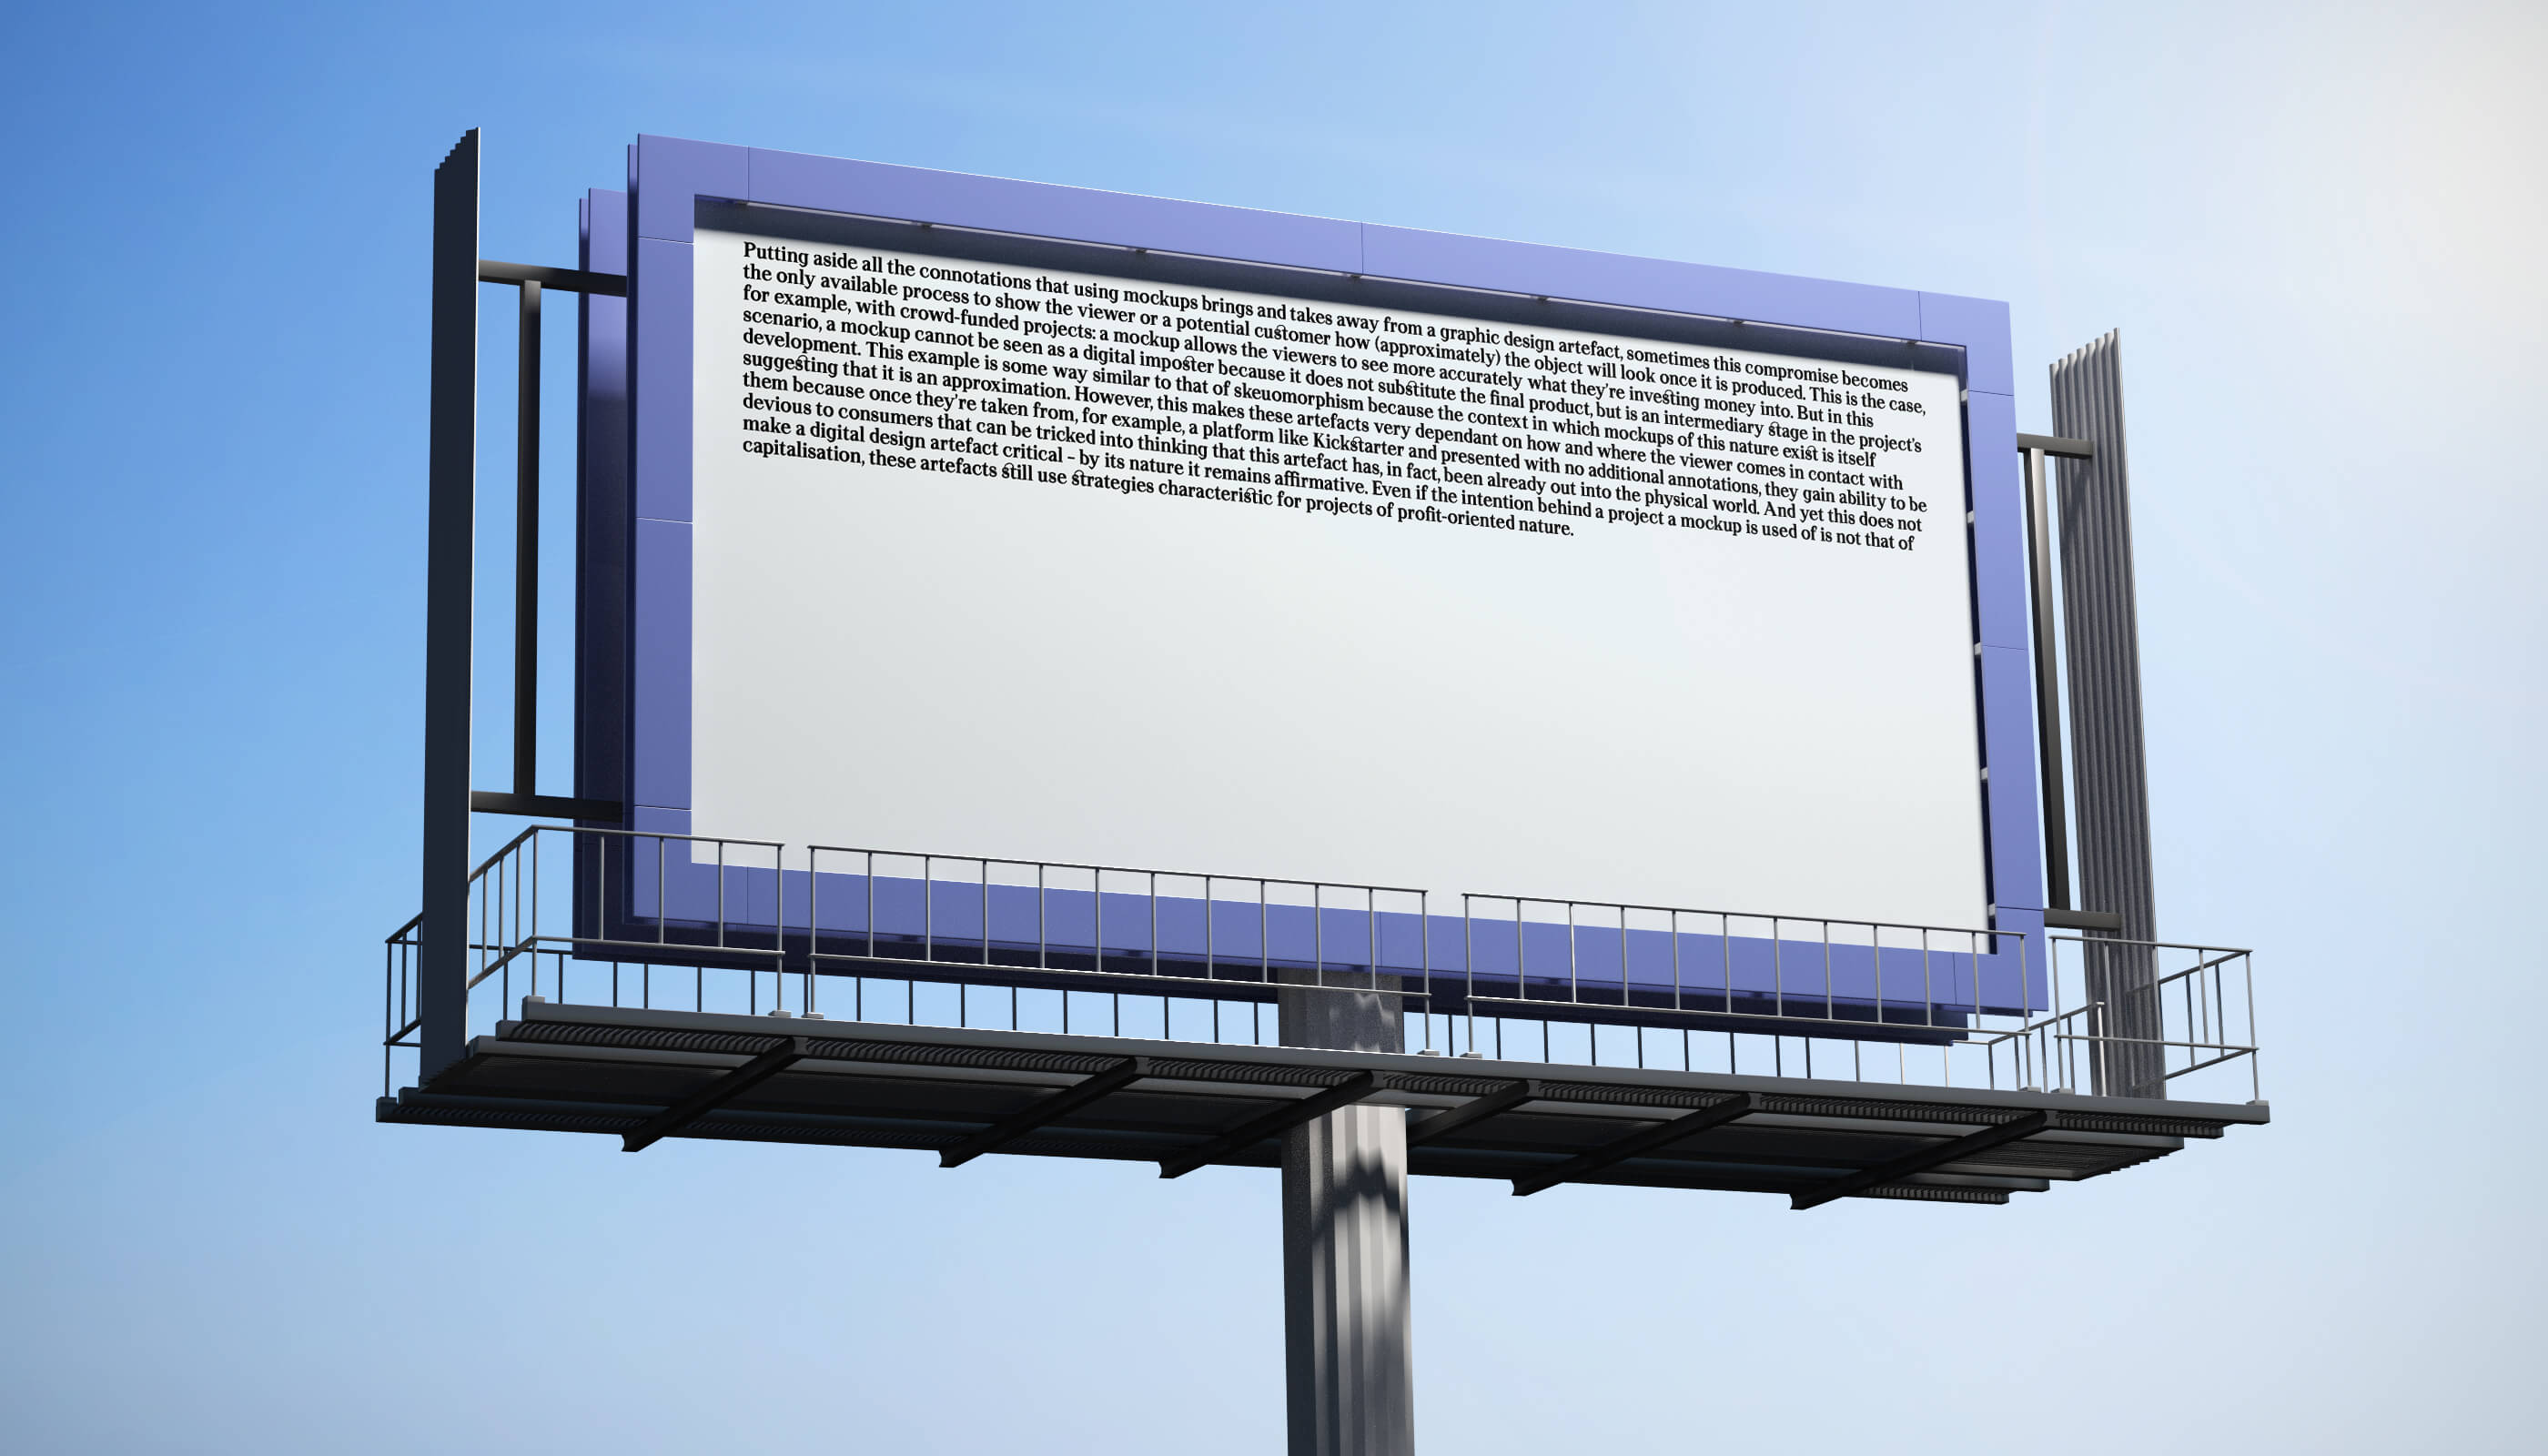 Putting aside all the connotations that using mockups brings and takes away from a graphic design artefact, sometimes this compromise becomes
the only available process to show the viewer or a potential customer how (approximately) the object will look once it is produced. This is the case,
for example, with crowd-funded projects: a mockup allows the viewers to see more accurately what they're investing money into. But in this
scenario, a mockup cannot be seen as a digital imposter because it does not substitute the final product, but is an intermediary stage in the project's
development. This example is some way similar to that of skeuomorphism because the context in which mockups of this nature exist is itself
suggesting that it is an approximation. However, this makes these artefacts very dependant on how and where the viewer comes in contact with
them because once they're taken from, for example, a platform like Kickstarter and presented with no additional annotations, they gain ability to be
devious to consumers that can be tricked into thinking that this artefact has, in fact, been already out into the physical world. And yet this does not
make a digital design artefact critical – by its nature it remains affirmative. Even if the intention behind a project a mockup is used of is not that of
capitalisation, these artefacts still use strategies characteristic for projects of profit-oriented nature.